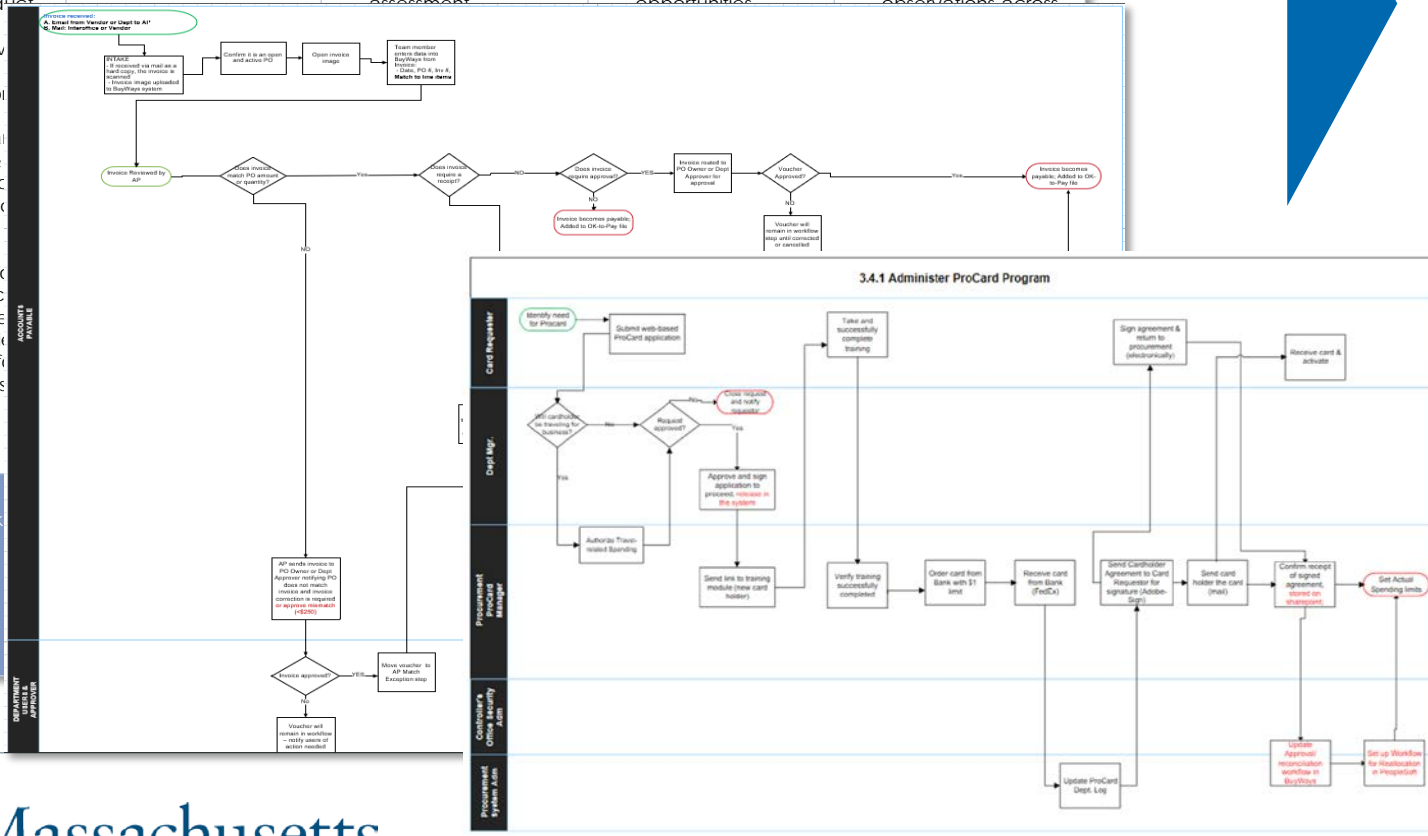 assessment
opportunities
observations across
Invoice received:
A. Email from Vendor or Dept to AP*
B. Mail: Interoffice or Vendor
INTAKE
- If received via mail as a
hard copy, the invoice is
scanned
- Invoice image uploaded
to BuyWays system
Confirm it is an open
and active PO
Open invoice
image
Team member
enters data into
BuyWays from
Invoice:
- Date, PO #, Inv #,
Match to line items
Invoice Reviewed by
AP
Does invoice
match PO amount
or quantity?
Yes
Does invoice
require a
receipt?
NO
Does invoice
require approval?
YES
Invoice routed to
PO Owner or Dept
Approver for
approval
Voucher
Approved?
Yes
Invoice becomes
payable; Added to OK-
to-Pay file
NO
Invoice becomes payable;
Added to OK-to-Pay file
NO
Voucher will
remain in workflow
step until corrected
or cancelled
NO
ACCOUNTS
PAYABLE
AP sends invoice to
PO Owner or Dept
Approver notifying PO
does not match
invoice and invoice
correction is required
or approve mismatch
(<$250)
DEPARTMENT
USERS &
APPROVER
Invoice approved?
YES
Move voucher to
AP Match
Exception step
No
Voucher will
remain in workflow
– notify users of
action needed
3.4.1 Administer ProCard Program
Card Requester
Identify need
for Procard
Submit web-based
ProCard application
Take and
successfully
complete
training
Sign agreement &
return to
procurement
(electronically)
Receive card &
activate
Dept Mgr.
Will cardholder
be traveling for
business?
No
Request
approved?
No
Close request
and notify
requestor
Yes
Yes
Approve and sign
application to
proceed, release in
the system
Procurement
ProCard
Manager
Authorize Travel-
related Spending
Send link to training
module (new card
holder)
Verify training
successfully
completed
Order card from
Bank with $1
limit
Receive card
from Bank
(FedEx)
Send Cardholder
Agreement to Card
Requestor for
signature (Adobe-
Sign)
Send card
holder the card
(mail)
Confirm receipt
of signed
agreement,
stored on
sharepoint.
Set Actual
Spending limits
Controller's
Office Security
Adm
Update
Approval/
reconciliation
workflow in
BuyWays
Set up Workflow
for Reallocation
in PeopleSoft
Procurement
system Adm
Update ProCard
Dept. Log
Massachusetts